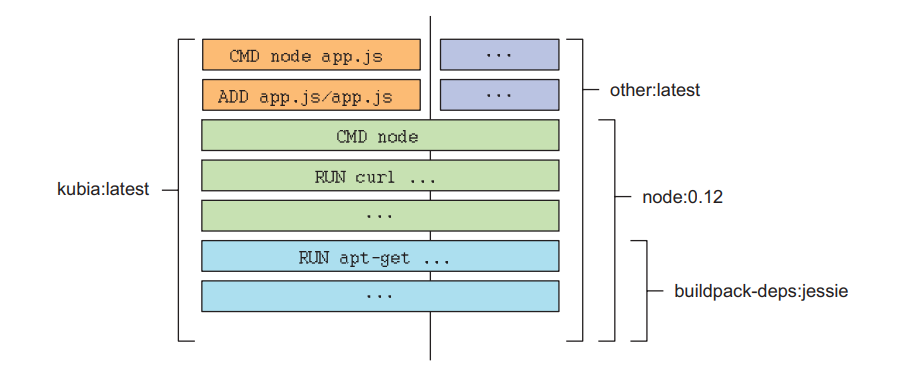 CMD node app.js
...
ADD app.js/app.js
...
other:latest
CMD node
RUN curl ...
kubia:latest
node:0.12
...
RUN apt-get ...
...
buildpack-deps:jessie